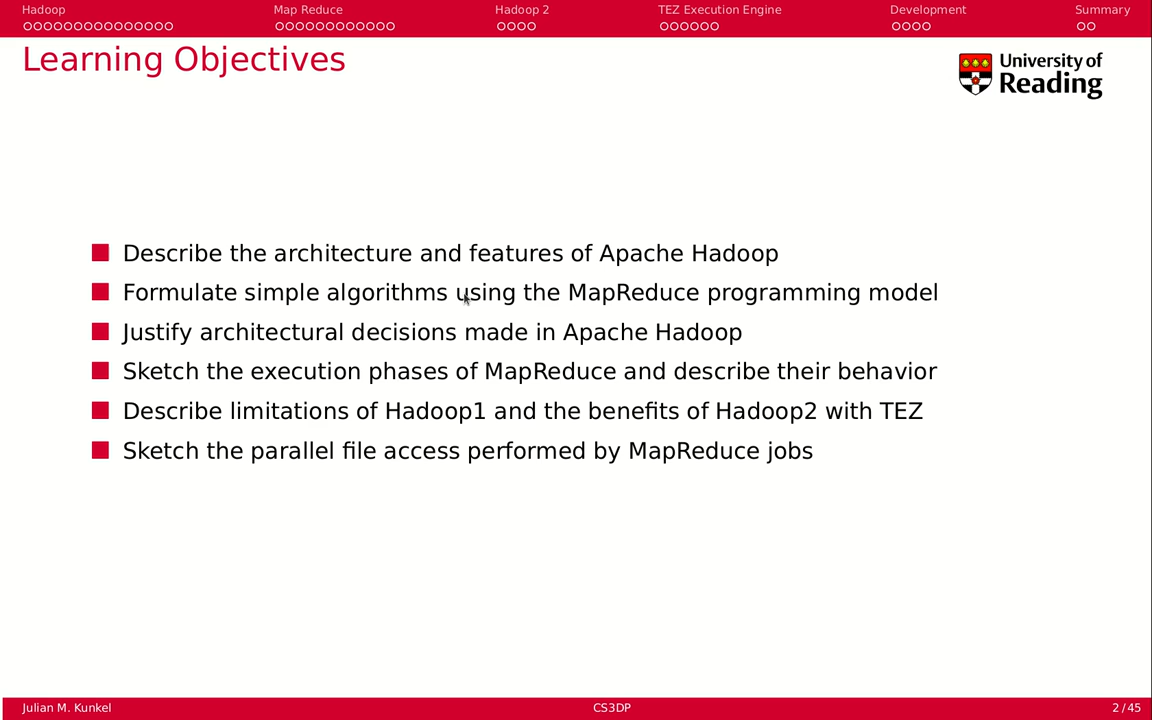 Hadoop Map Reduce Hadoop 2 TEZ Execution Engine Development Summary
Learning Objectives
University of
Reading
Describe the architecture and features of Apache Hadoop
Formulate simple algorithms using the MapReduce programming model
Justify architectural decisions made in Apache Hadoop
Sketch the execution phases of MapReduce and describe their behavior
Describe limitations of Hadoop1 and the benefits of Hadoop2 with TEZ
Sketch the parallel file access performed by MapReduce jobs
Julian M. Kunkel CS3DP 2 / 45